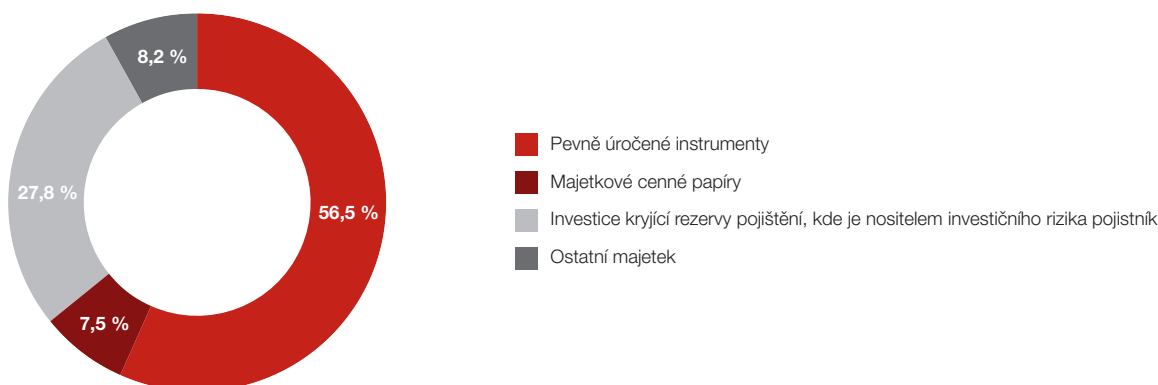 8,2 %
27,8 %
56,5 %
7,5 %
Pevně úročené instrumenty
Majetkové cenné papíry
Investice kryjící rezervy pojištění, kde je nositelem investičního rizika pojistník
Ostatní majetek